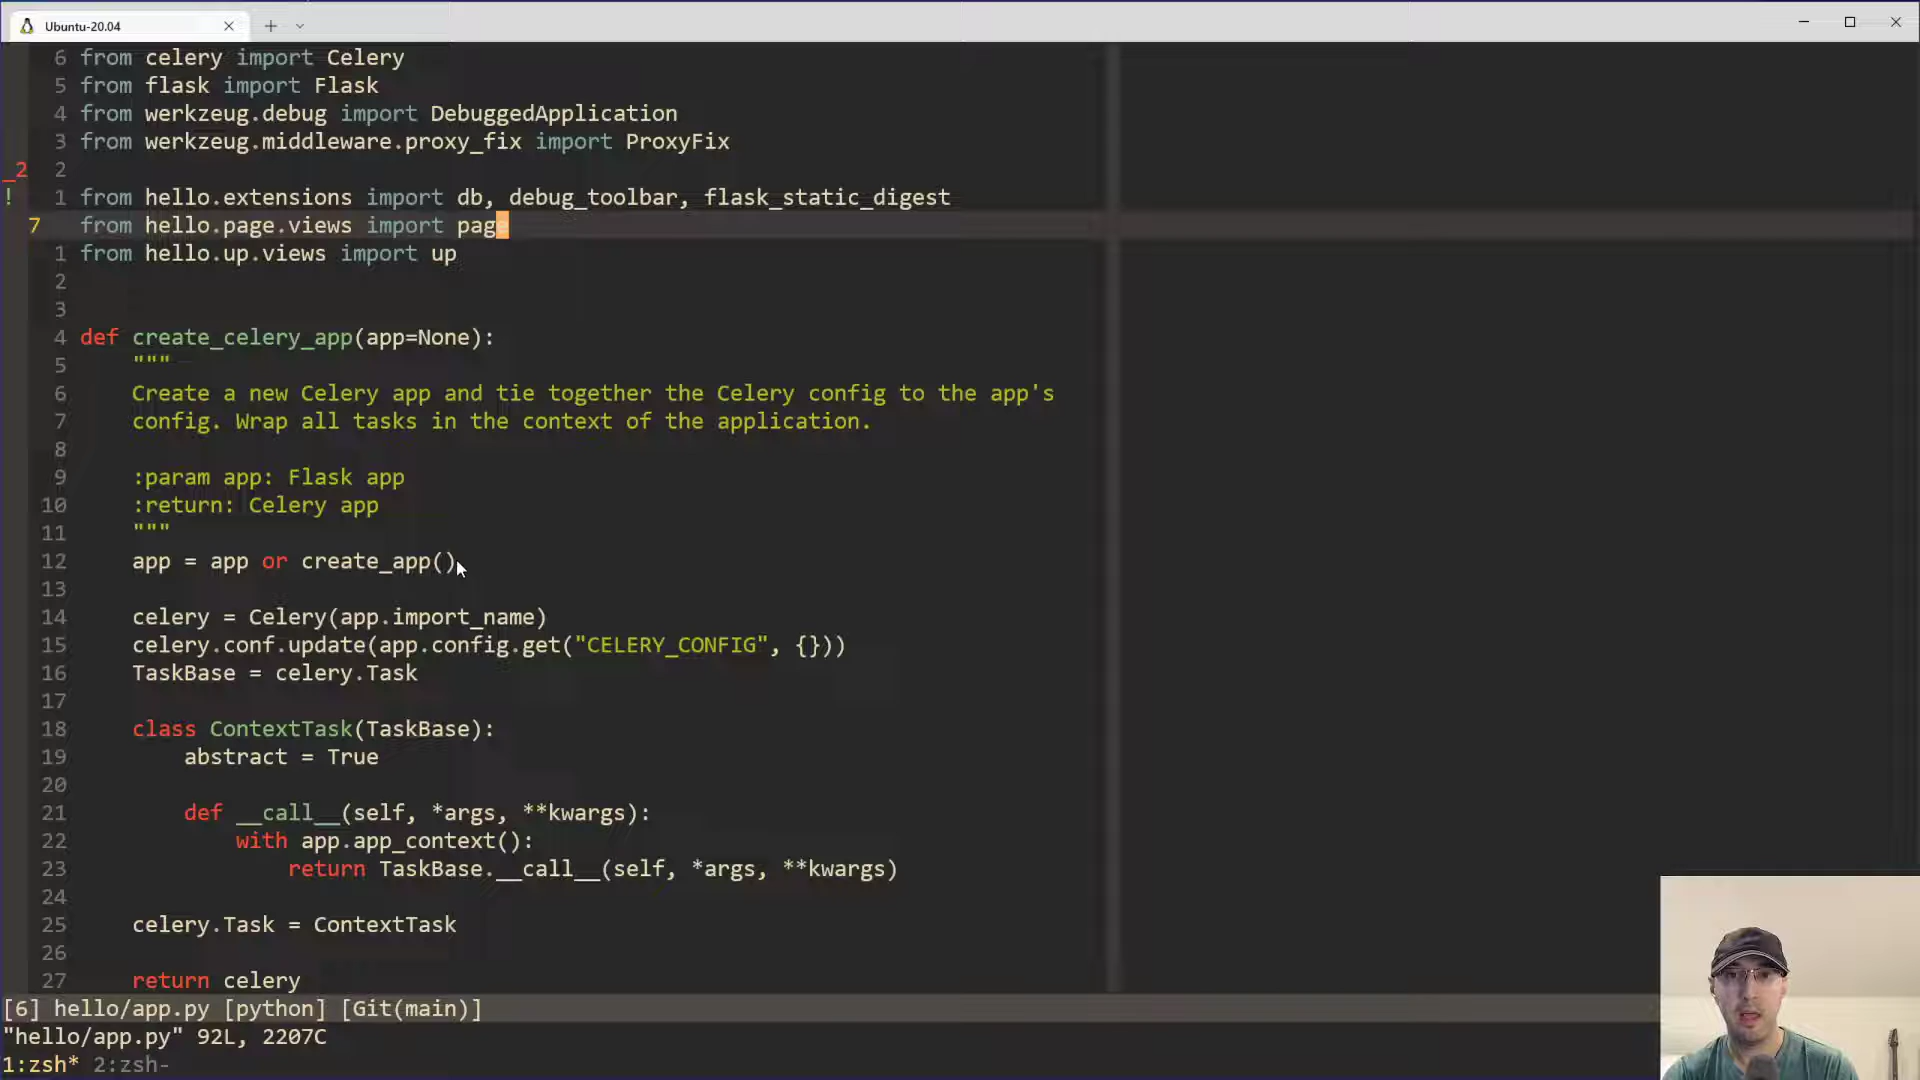 Ubuntu-20.04
6 from celery import Celery
5 from flask import Flask
4 from werkzeug.debug import DebuggedApplication
3 from werkzeug.middleware.proxy_fix import ProxyFix
_2 2
! 1 from hello.extensions import db, debug_toolbar, flask_static_digest
7 from hello.page.views import page
1 from hello.up.views import up
2
3
4 def create_celery_app(app=None):
5 """
6 Create a new Celery app and tie together the Celery config to the app's
7 config. Wrap all tasks in the context of the application.
8
9 :param app: Flask app
10 :return: Celery app
11 """
12 app = app or create_app()
13
14 celery = Celery(app.import_name)
15 celery.conf.update(app.config.get("CELERY_CONFIG", {}))
16 TaskBase = celery.Task
17
18 class ContextTask(TaskBase):
19 abstract = True
20
21 def __call__(self, *args, **kwargs):
22 with app.app_context():
23 return TaskBase.__call__(self, *args, **kwargs)
24
25 celery.Task = ContextTask
26
27 return celery
[6] hello/app.py [python] [Git(main)]
"hello/app.py" 92L, 2207C
1:zsh* 2:zsh-